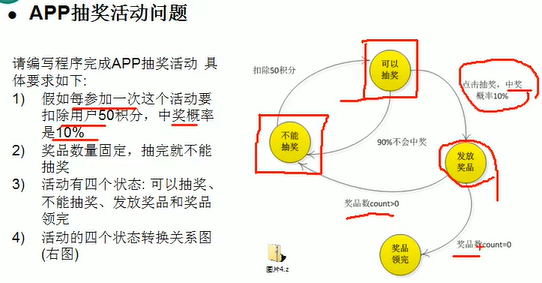 ● APP抽奖活动问题
请编写程序完成APP抽奖活动 具
体要求如下:
1) 假如每参加一次这个活动要
扣除用户50积分，中奖概率
是10%
2) 奖品数量固定，抽完就不能
抽奖
3) 活动有四个状态: 可以抽奖、
不能抽奖、发放奖品和奖品
领完
4) 活动的四个状态转换关系图
(右图)
扣除50积分
可以
抽奖
点击抽奖，中奖
概率10%
不能
抽奖
90%不会中奖
发放
奖品
奖品数count>0
奖品
领完
奖品数count=0
图片4.z